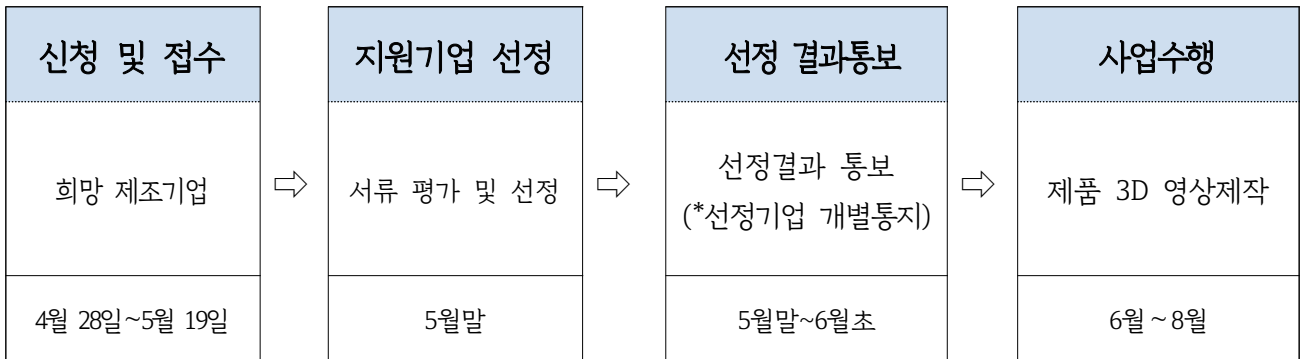 신청 및 접수
희망 제조기업
4월 28일~5월 19일
⇨
지원기업 선정
서류 평가 및 선정
5월말
⇨
선정 결과통보
선정결과 통보
(*선정기업 개별통지)
5월말~6월초
⇨
사업수행
제품 3D 영상제작
6월 ~ 8월